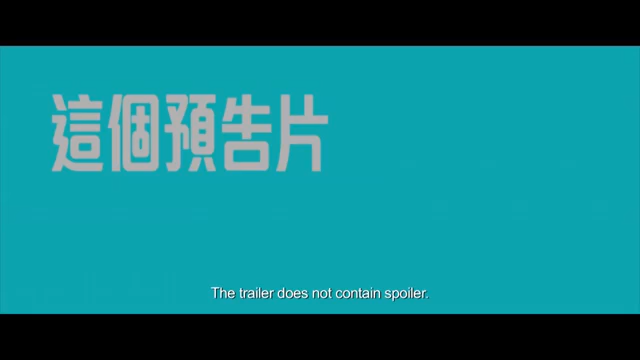 這個預告片
The trailer does not contain spoiler.